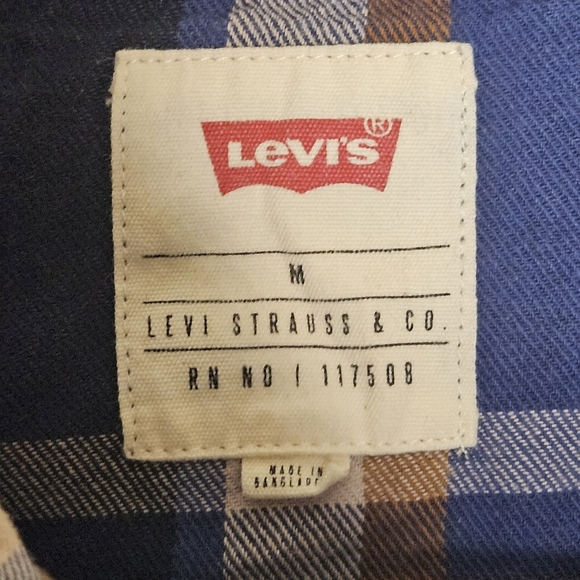 LEVI'S®
M
LEVI STRAUSS & CO.
RN NO / 117508
MADE IN